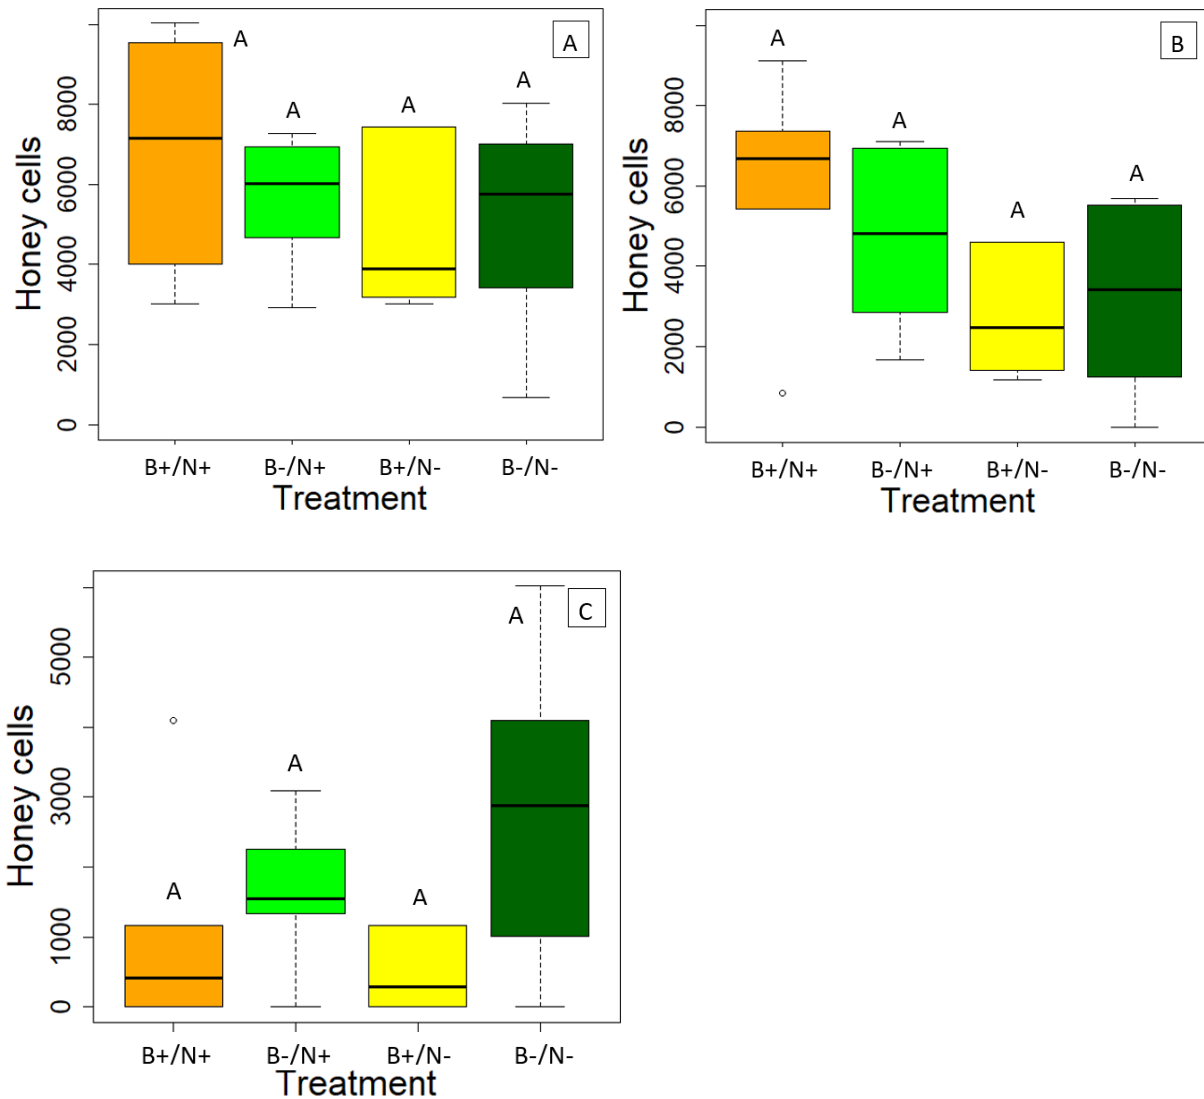 A
A
A
A
A
Honey cells
0
2000
4000
6000
8000
B+/N+ B-/N+ B+/N- B-/N-
Treatment
B
A
A
A
A
Honey cells
0
2000
4000
6000
8000
B+/N+ B-/N+ B+/N- B-/N-
Treatment
C
A
A
A
A
Honey cells
0
1000
3000
5000
B+/N+ B-/N+ B+/N- B-/N-
Treatment